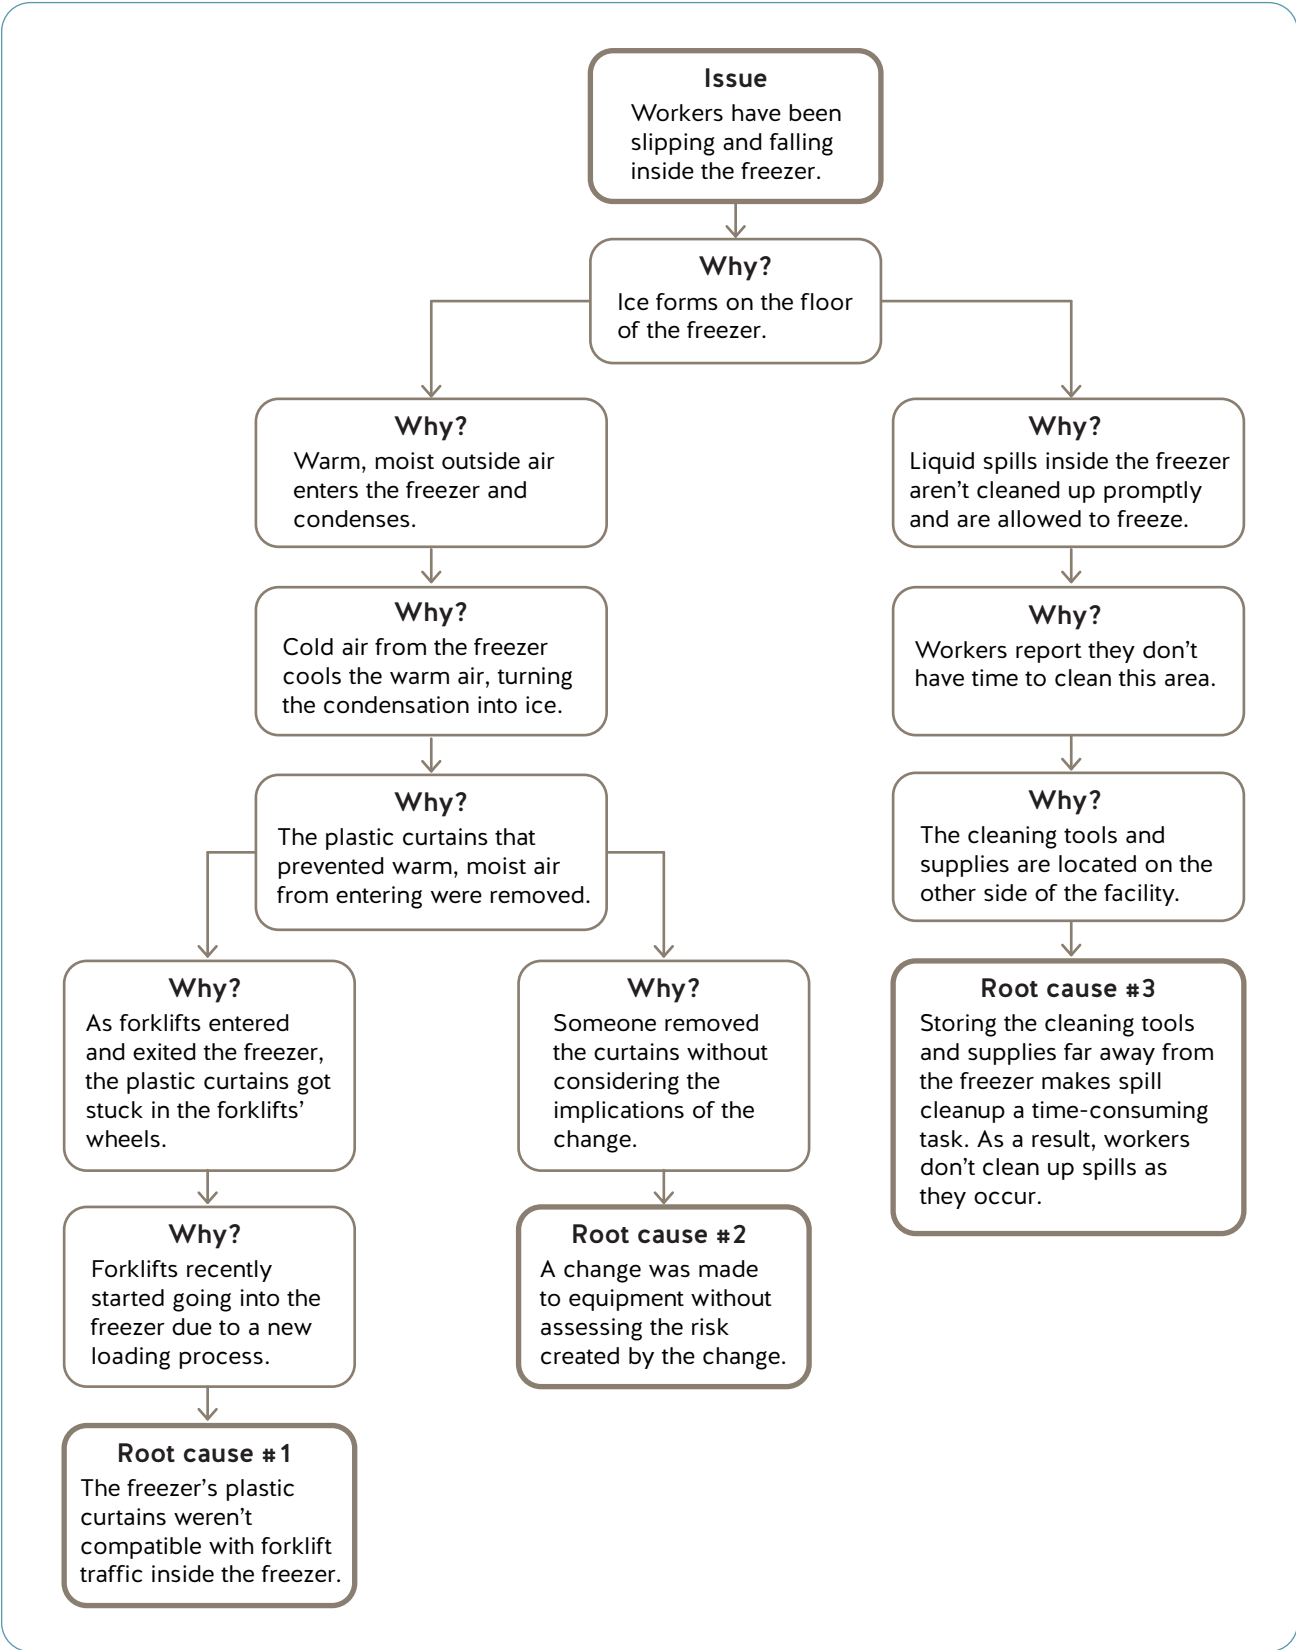 Issue
Workers have been
slipping and falling
inside the freezer.
Why?
Ice forms on the floor
of the freezer.
Why?
Warm, moist outside air
enters the freezer and
condenses.
Why?
Liquid spills inside the freezer
aren’t cleaned up promptly
and are allowed to freeze.
Why?
Cold air from the freezer
cools the warm air, turning
the condensation into ice.
Why?
Workers report they don’t
have time to clean this area.
Why?
The plastic curtains that
prevented warm, moist air
from entering were removed.
Why?
The cleaning tools and
supplies are located on the
other side of the facility.
Why?
As forklifts entered
and exited the freezer,
the plastic curtains got
stuck in the forklifts’
wheels.
Why?
Someone removed
the curtains without
considering the
implications of the
change.
Root cause #3
Storing the cleaning tools
and supplies far away from
the freezer makes spill
cleanup a time-consuming
task. As a result, workers
don’t clean up spills as
they occur.
Why?
Forklifts recently
started going into the
freezer due to a new
loading process.
Root cause #2
A change was made
to equipment without
assessing the risk
created by the change.
Root cause #1
The freezer’s plastic
curtains weren’t
compatible with forklift
traffic inside the freezer.